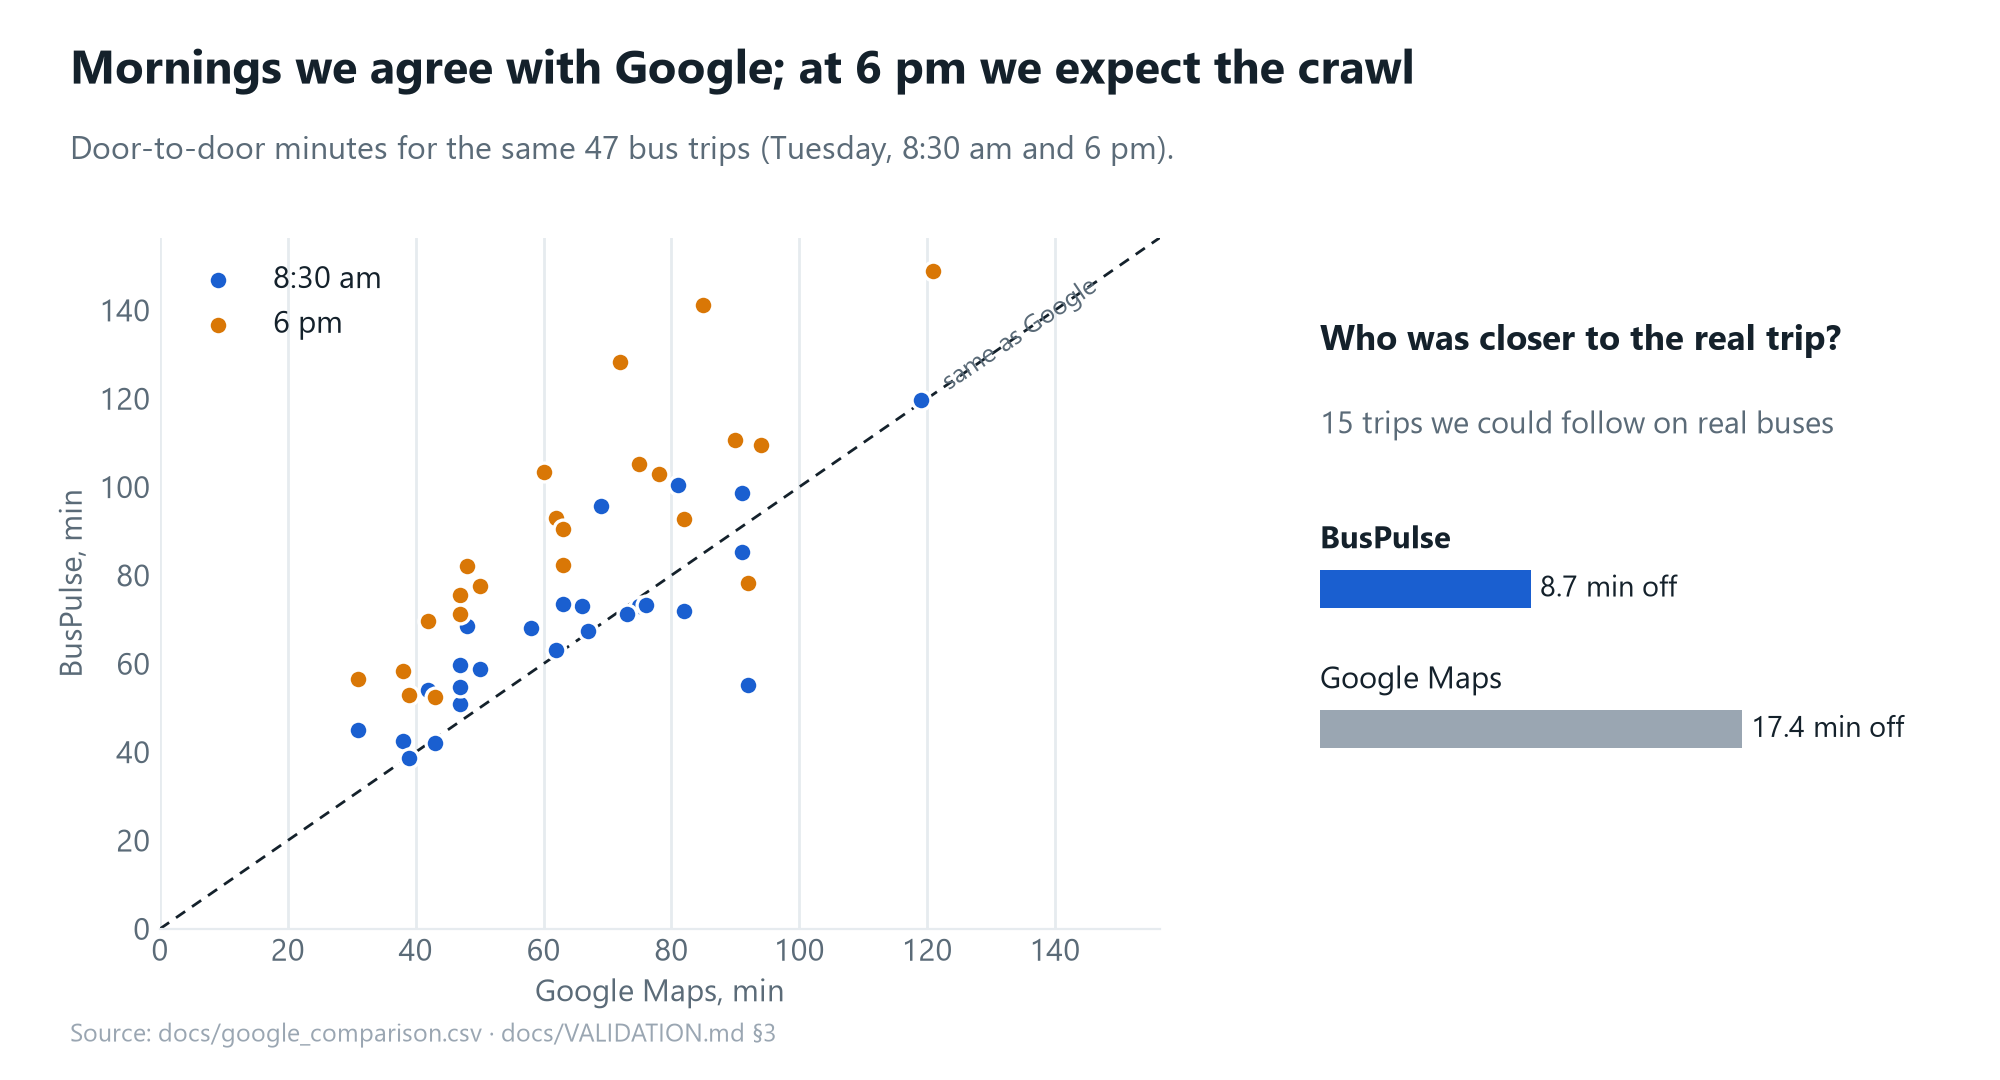 Mornings we agree with Google; at 6 pm we expect the crawl
Door-to-door minutes for the same 47 bus trips (Tuesday, 8:30 am and 6 pm).
8:30 am
6 pm
same as Google
BusPulse, min
140
120
100
80
60
40
20
0
0 20 40 60 80 100 120 140
Google Maps, min
Who was closer to the real trip?
15 trips we could follow on real buses
BusPulse
8.7 min off
Google Maps
17.4 min off
Source: docs/google_comparison.csv · docs/VALIDATION.md §3